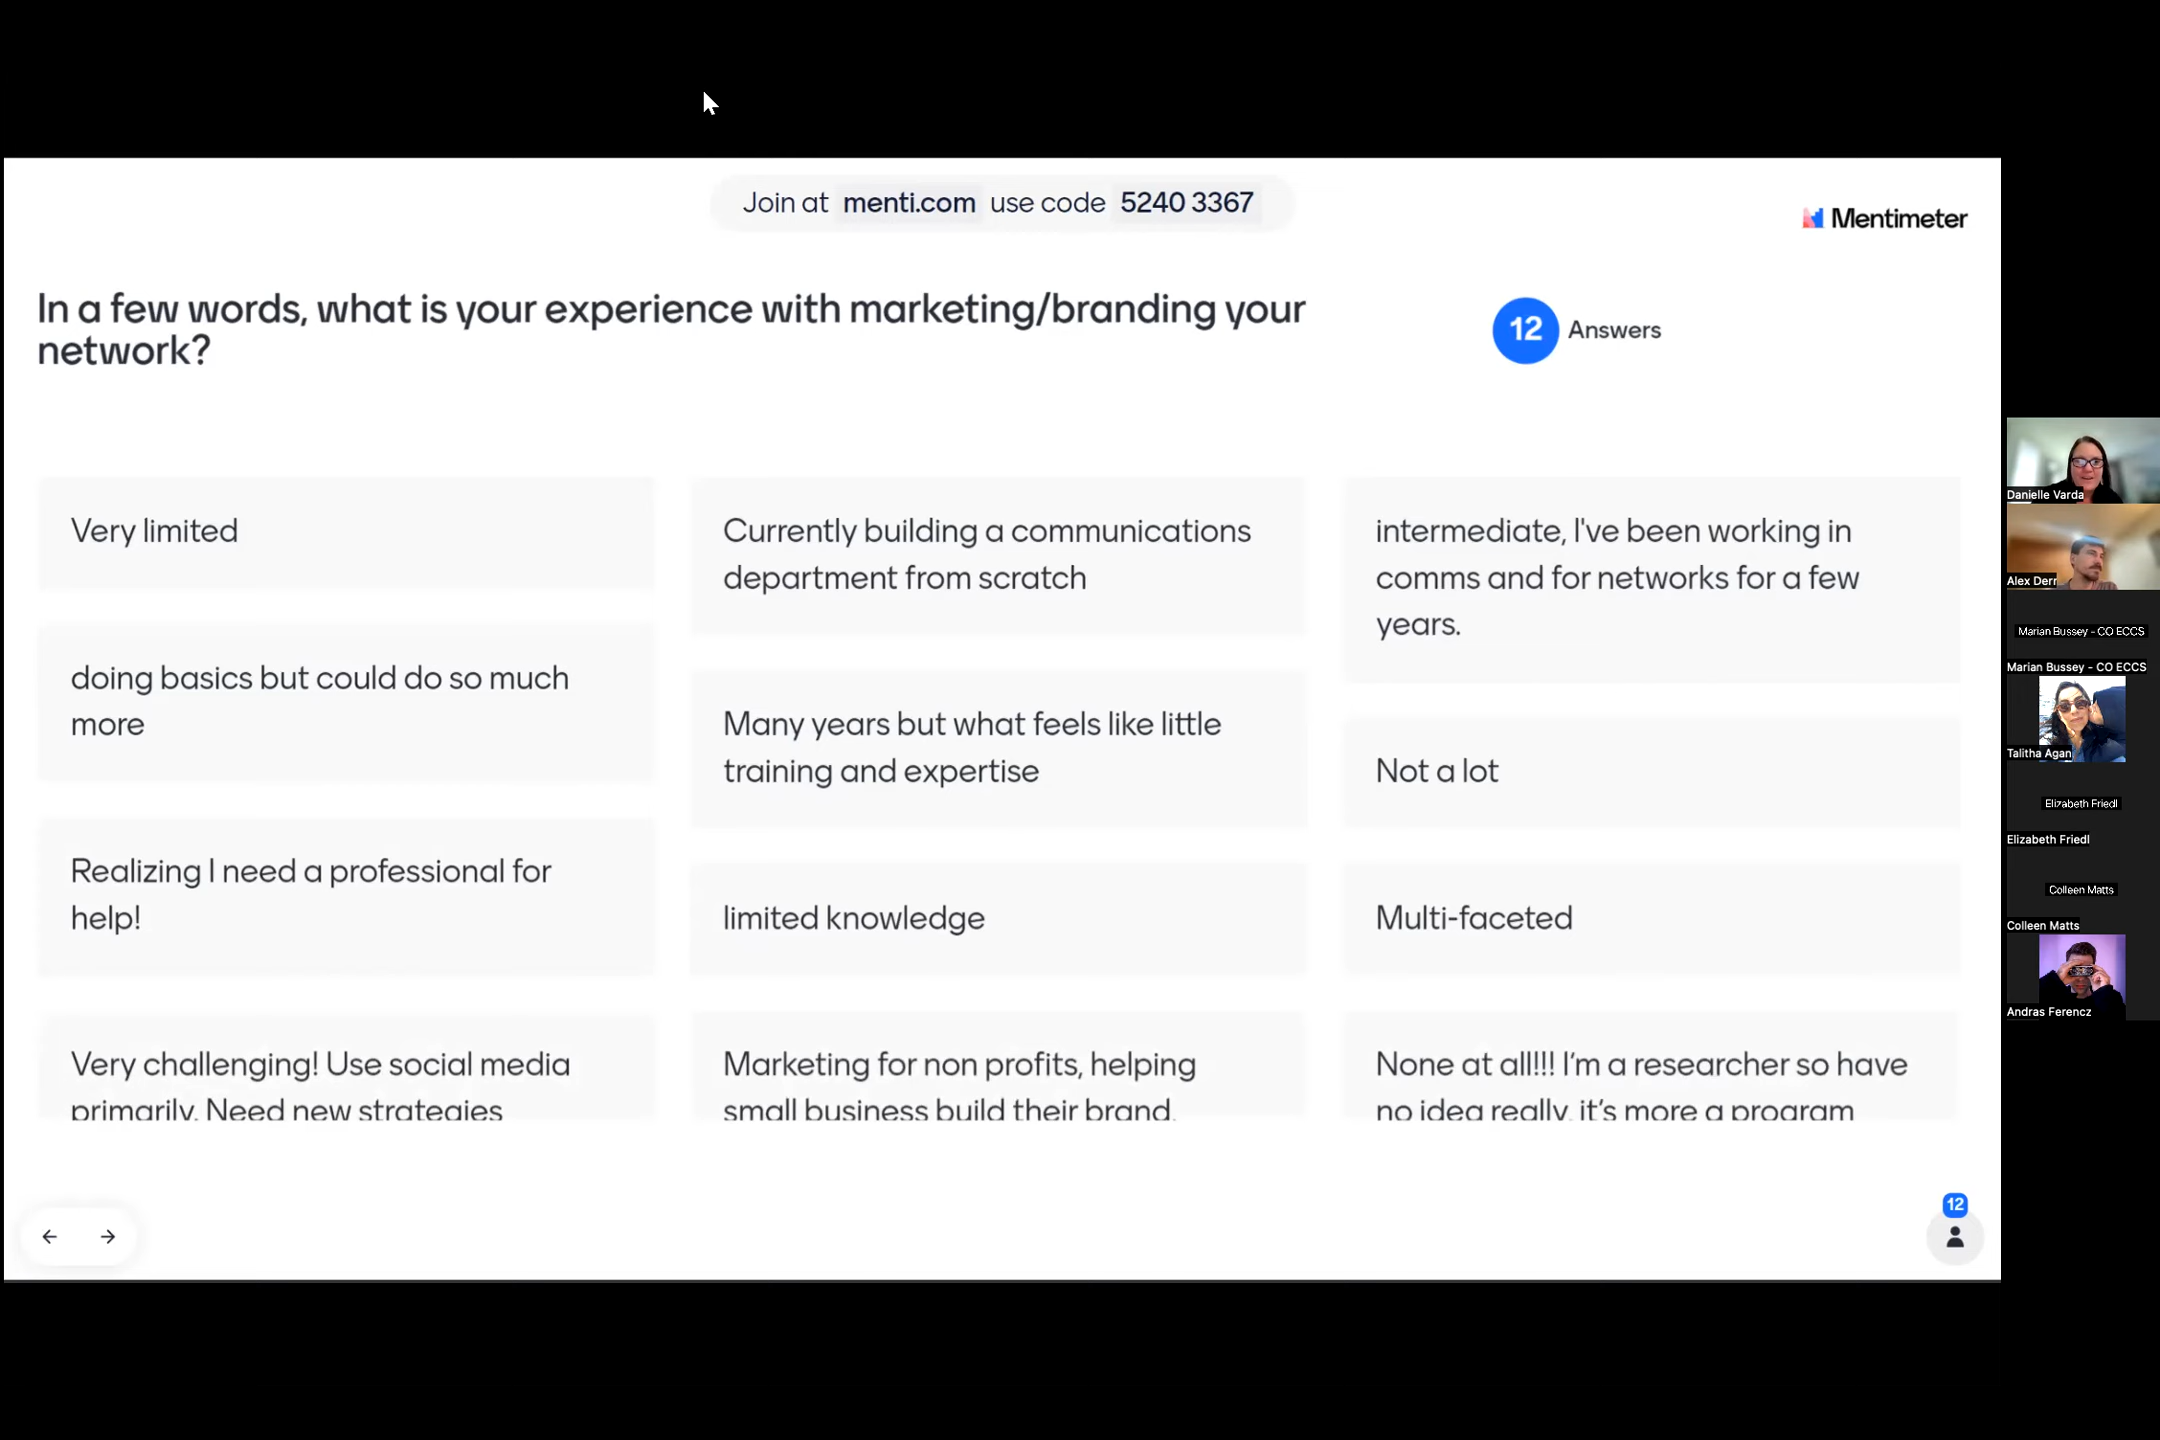 Join at menti.com use code 5240 3367
Mentimeter
In a few words, what is your experience with marketing/branding your
network?
12 Answers
Very limited
doing basics but could do so much
more
Realizing I need a professional for
help!
Very challenging! Use social media
primarily. Need new strategies
Currently building a communications
department from scratch
Many years but what feels like little
training and expertise
limited knowledge
Marketing for non profits, helping
small business build their brand.
intermediate, I've been working in
comms and for networks for a few
years.
Not a lot
Multi-faceted
None at all!!! I'm a researcher so have
no idea really, it's more a program
12
Danielle Varda
Alex Derr
Marian Bussey - CO ECCS
Marian Bussey - CO ECCS
Talitha Agan
Elizabeth Friedl
Elizabeth Friedl
Colleen Matts
Colleen Matts
Andras Ferencz